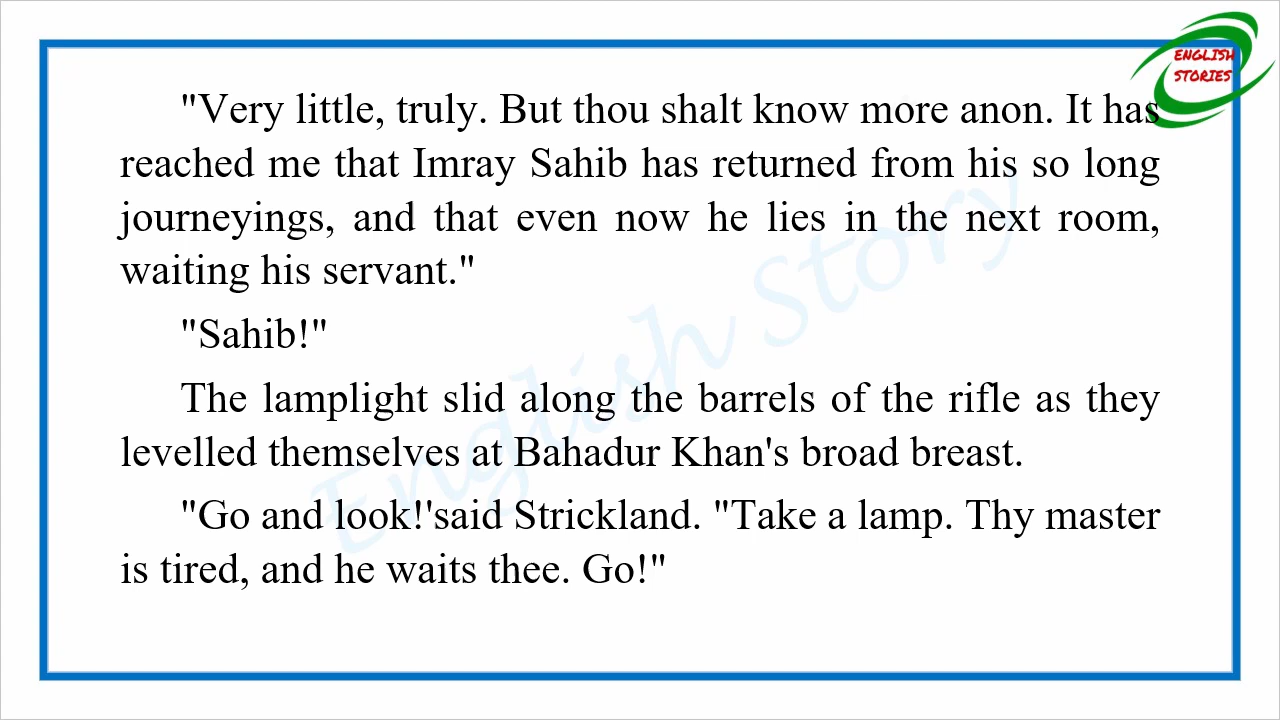 ENGLISH
STORIES
"Very little, truly. But thou shalt know more anon. It has
reached me that Imray Sahib has returned from his so long
journeyings, and that even now he lies in the next room,
waiting his servant."
"Sahib!"
The lamplight slid along the barrels of the rifle as they
levelled themselves at Bahadur Khan's broad breast.
"Go and look!'said Strickland. "Take a lamp. Thy master
is tired, and he waits thee. Go!"
English Story